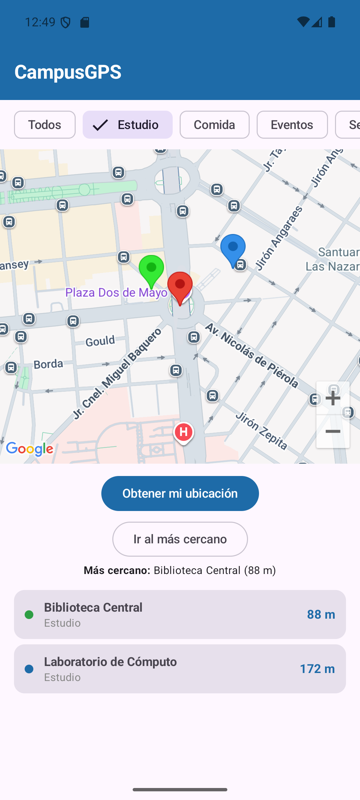 12:49
CampusGPS
Todos
Estudio
Comida
Eventos
Se
Jr. Ta
Jirón Ang
Jirón Angaraes
Santuar
Las Nazar
ansey
Plaza Dos de Mayo
Gould
Borda
Jr. Cnel. Miguel Baquero
Av. Nicolás de Piérola
Jirón Zepita
H
+
−
Google
Obtener mi ubicación
Ir al más cercano
Más cercano: Biblioteca Central (88 m)
Biblioteca Central
88 m
Estudio
Laboratorio de Cómputo
172 m
Estudio